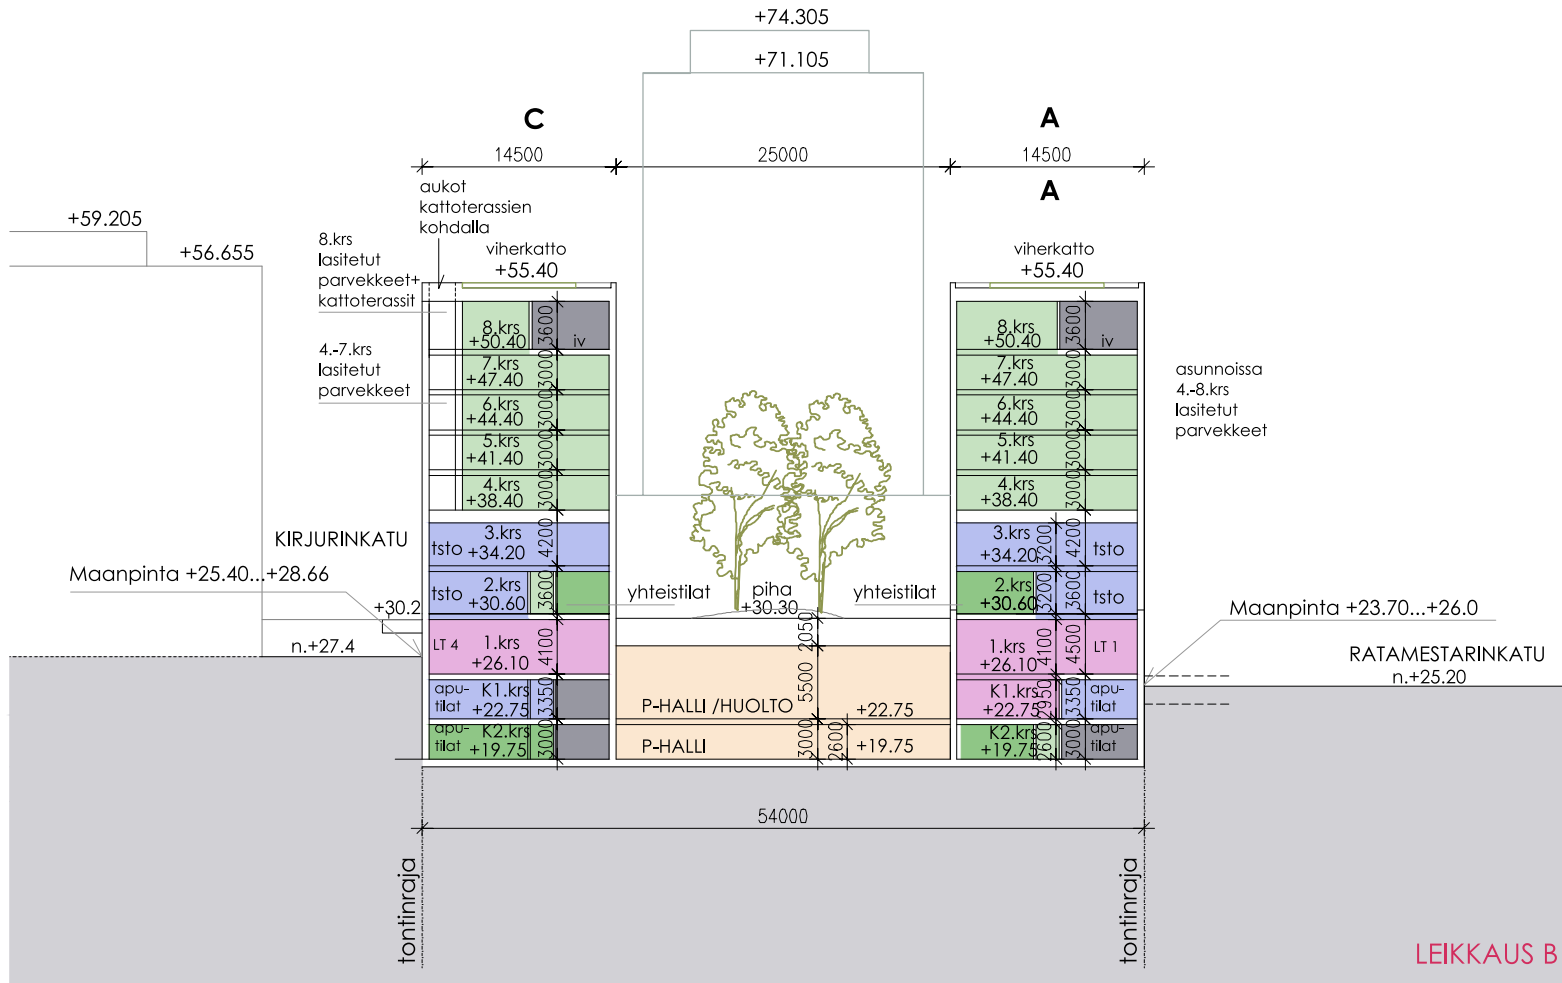 +74.305
+71.105
C
A
14500
25000
14500
A
aukot
kattoterassien
kohdalla
+59.205
+56.655
8.krs
lasitetut
parvekkeet+
kattoterassit
4.-7.krs
lasitetut
parvekkeet
viherkatto
+55.40
viherkatto
+55.40
8.krs
+50.40
3600
iv
7.krs
+47.40
3000
6.krs
+44.40
3000
5.krs
+41.40
3000
4.krs
+38.40
3000
3.krs
tsto
+34.20
4200
2.krs
tsto
+30.60
3600
LT 4
1.krs
+26.10
4100
apu-
tilat
K1.krs
+22.75
3350
apu-
tilat
K2.krs
+19.75
3000
8.krs
+50.40
3600
iv
7.krs
+47.40
3000
6.krs
+44.40
3000
5.krs
+41.40
3000
4.krs
+38.40
3000
3.krs
+34.20
3200
4200
tsto
2.krs
+30.60
3200
3600
tsto
1.krs
+26.10
4100
4500
LT 1
K1.krs
+22.75
2950
3350
apu-
tilat
K2.krs
+19.75
2600
3000
apu-
tilat
asunnoissa
4.-8.krs
lasitetut
parvekkeet
KIRJURINKATU
Maanpinta +25.40...+28.66
+30.2
n.+27.4
yhteistilat
piha
+30.30
yhteistilat
2050
5500
P-HALLI /HUOLTO
+22.75
P-HALLI
3000
2600
+19.75
Maanpinta +23.70...+26.0
RATAMESTARINKATU
n.+25.20
54000
tontinraja
tontinraja
LEIKKAUS B